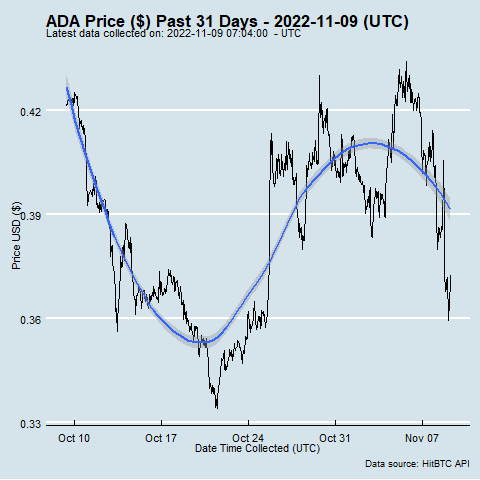 ADA Price ($) Past 31 Days - 2022-11-09 (UTC)
Latest data collected on: 2022-11-09 07:04:00  - UTC
0.42
0.39
0.36
0.33
Price USD ($)
Oct 10
Oct 17
Oct 24
Oct 31
Nov 07
Date Time Collected (UTC)
Data source: HitBTC API